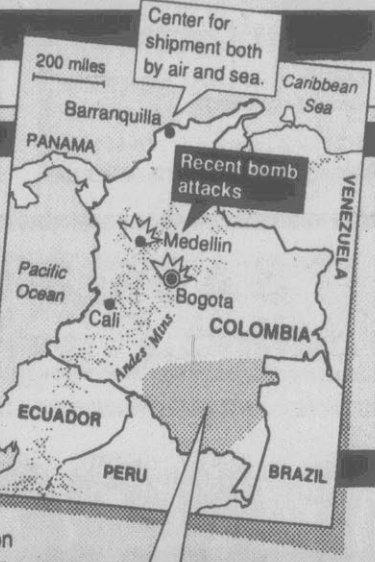 Center for
shipment both
by air and sea.
200 miles
Caribbean
Sea
Barranquilla
PANAMA
Recent bomb
attacks
VENEZUELA
Medellin
Pacific
Ocean
Bogota
Cali
COLOMBIA
Andes Mtns.
ECUADOR
PERU
BRAZIL